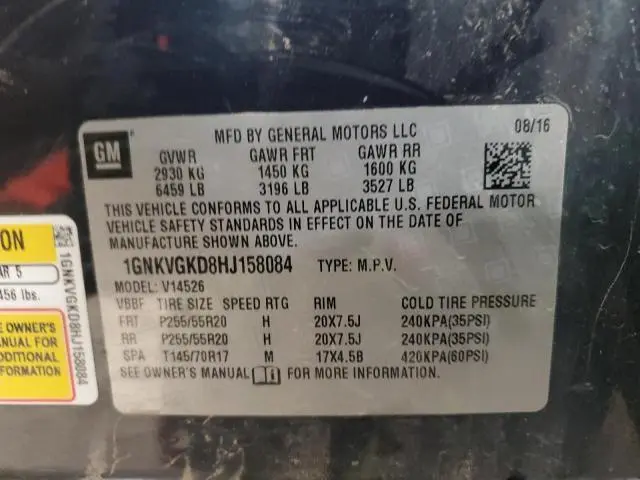 GM
MFD BY GENERAL MOTORS LLC 08/16
GVWR GAWR FRT GAWR RR
2930 KG 1450 KG 1600 KG
6459 LB 3196 LB 3527 LB
THIS VEHICLE CONFORMS TO ALL APPLICABLE U.S. FEDERAL MOTOR
VEHICLE SAFETY STANDARDS IN EFFECT ON THE DATE OF
MANUFACTURE SHOWN ABOVE.
1GNKVGKD8HJ158084 TYPE: M.P.V.
MODEL: V14526
VBBF TIRE SIZE SPEED RTG RIM COLD TIRE PRESSURE
FRT P255/55R20 H 20X7.5J 240KPA(35PSI)
RR P255/55R20 H 20X7.5J 240KPA(35PSI)
SPA T145/70R17 M 17X4.5B 420KPA(60PSI)
SEE OWNER'S MANUAL FOR MORE INFORMATION.
ON
AR 5
456 lbs.
E OWNER'S
ANUAL FOR
DDITIONAL
FORMATION
1GNKVGKD8HJ158084